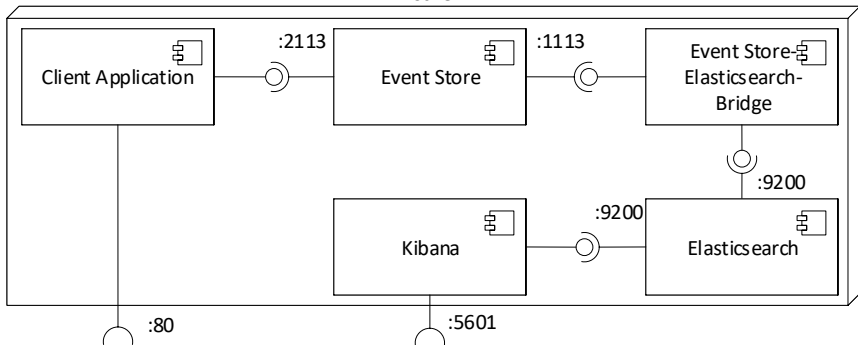 :2113
:1113
Client Application
Event Store
Event Store-
Elasticsearch-
Bridge
:9200
:9200
Kibana
Elasticsearch
:80
:5601